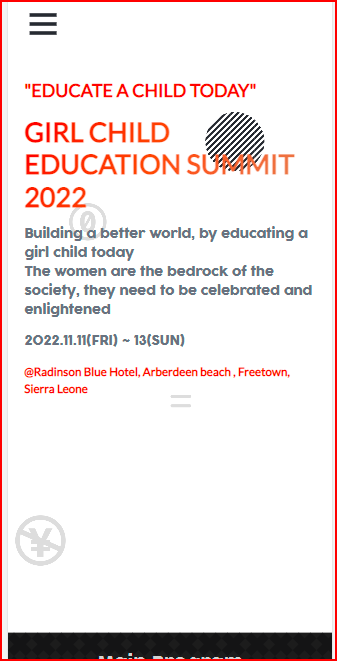 "EDUCATE A CHILD TODAY"
GIRL CHILD
EDUCATION SUMMIT
2022
Building a better world, by educating a
girl child today
The women are the bedrock of the
society, they need to be celebrated and
enlightened
2022.11.11(FRI) ~ 13(SUN)
@Radinson Blue Hotel, Arberdeen beach , Freetown,
Sierra Leone
Main Program